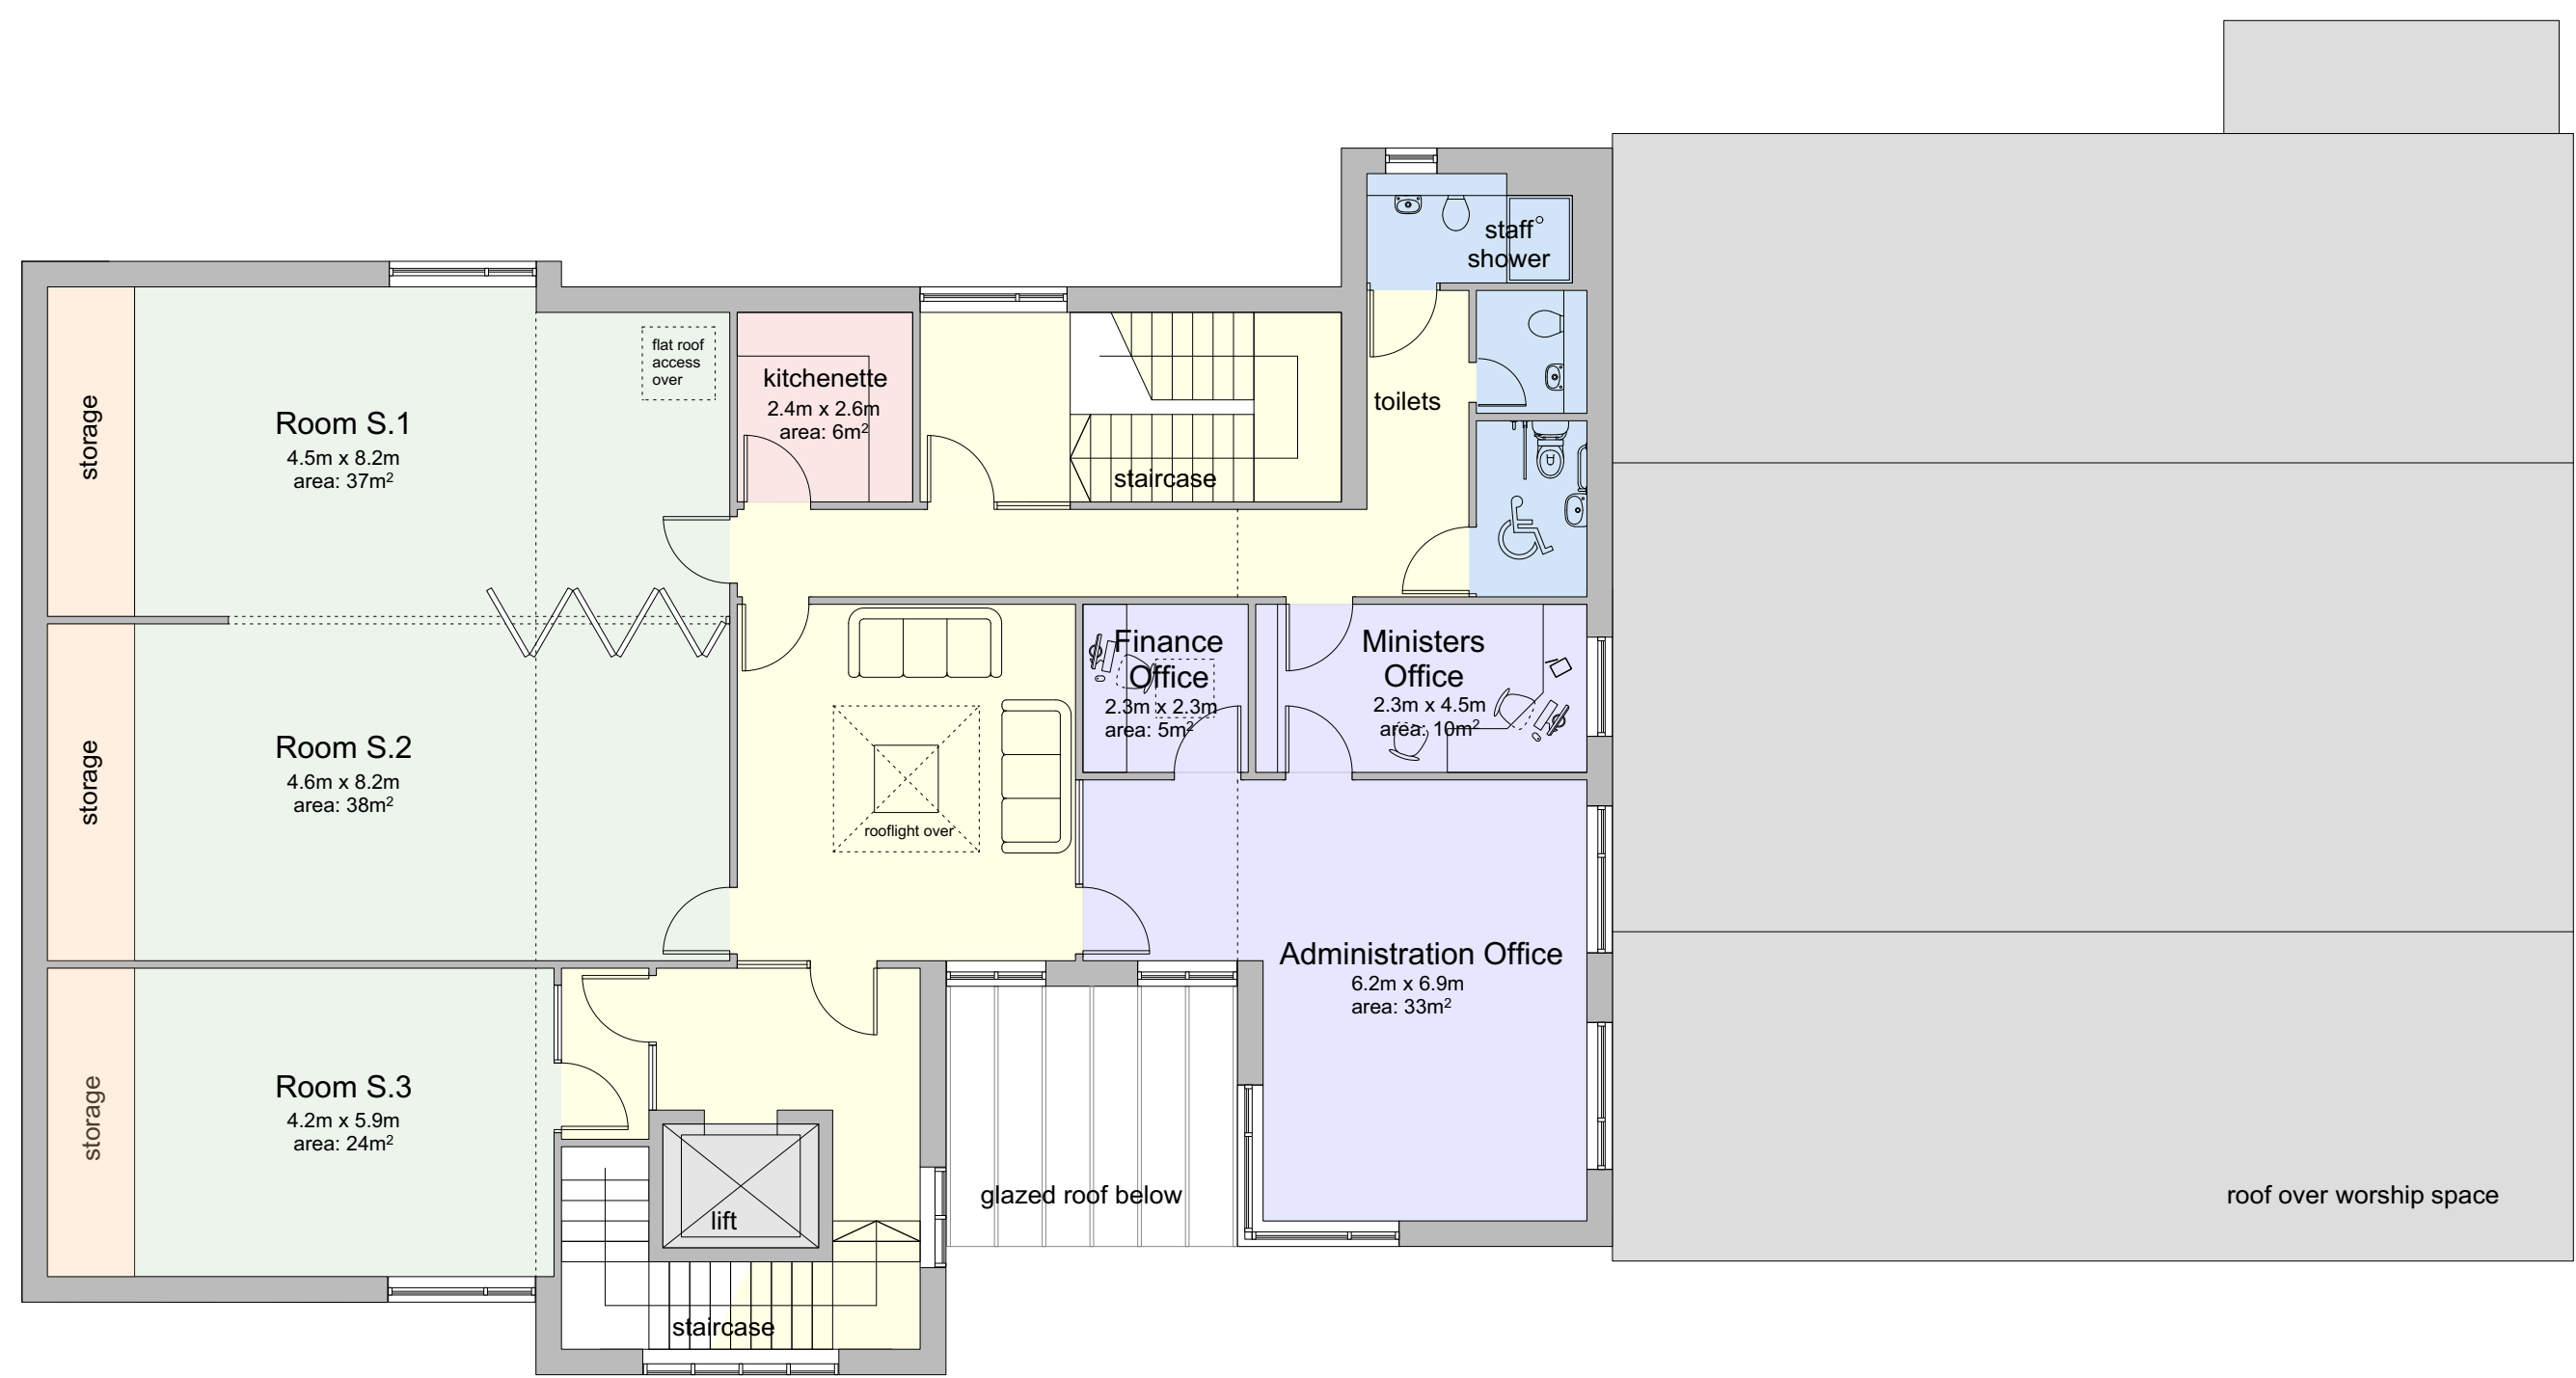 staff
shower
flat roof
access
over
kitchenette
2.4m x 2.6m
area: 6m²
storage
Room S.1
4.5m x 8.2m
area: 37m²
toilets
staircase
Finance
Office
2.3m x 2.3m
area: 5m²
Ministers
Office
2.3m x 4.5m
area: 10m²
storage
Room S.2
4.6m x 8.2m
area: 38m²
rooflight over
Administration Office
6.2m x 6.9m
area: 33m²
storage
Room S.3
4.2m x 5.9m
area: 24m²
lift
glazed roof below
roof over worship space
staircase